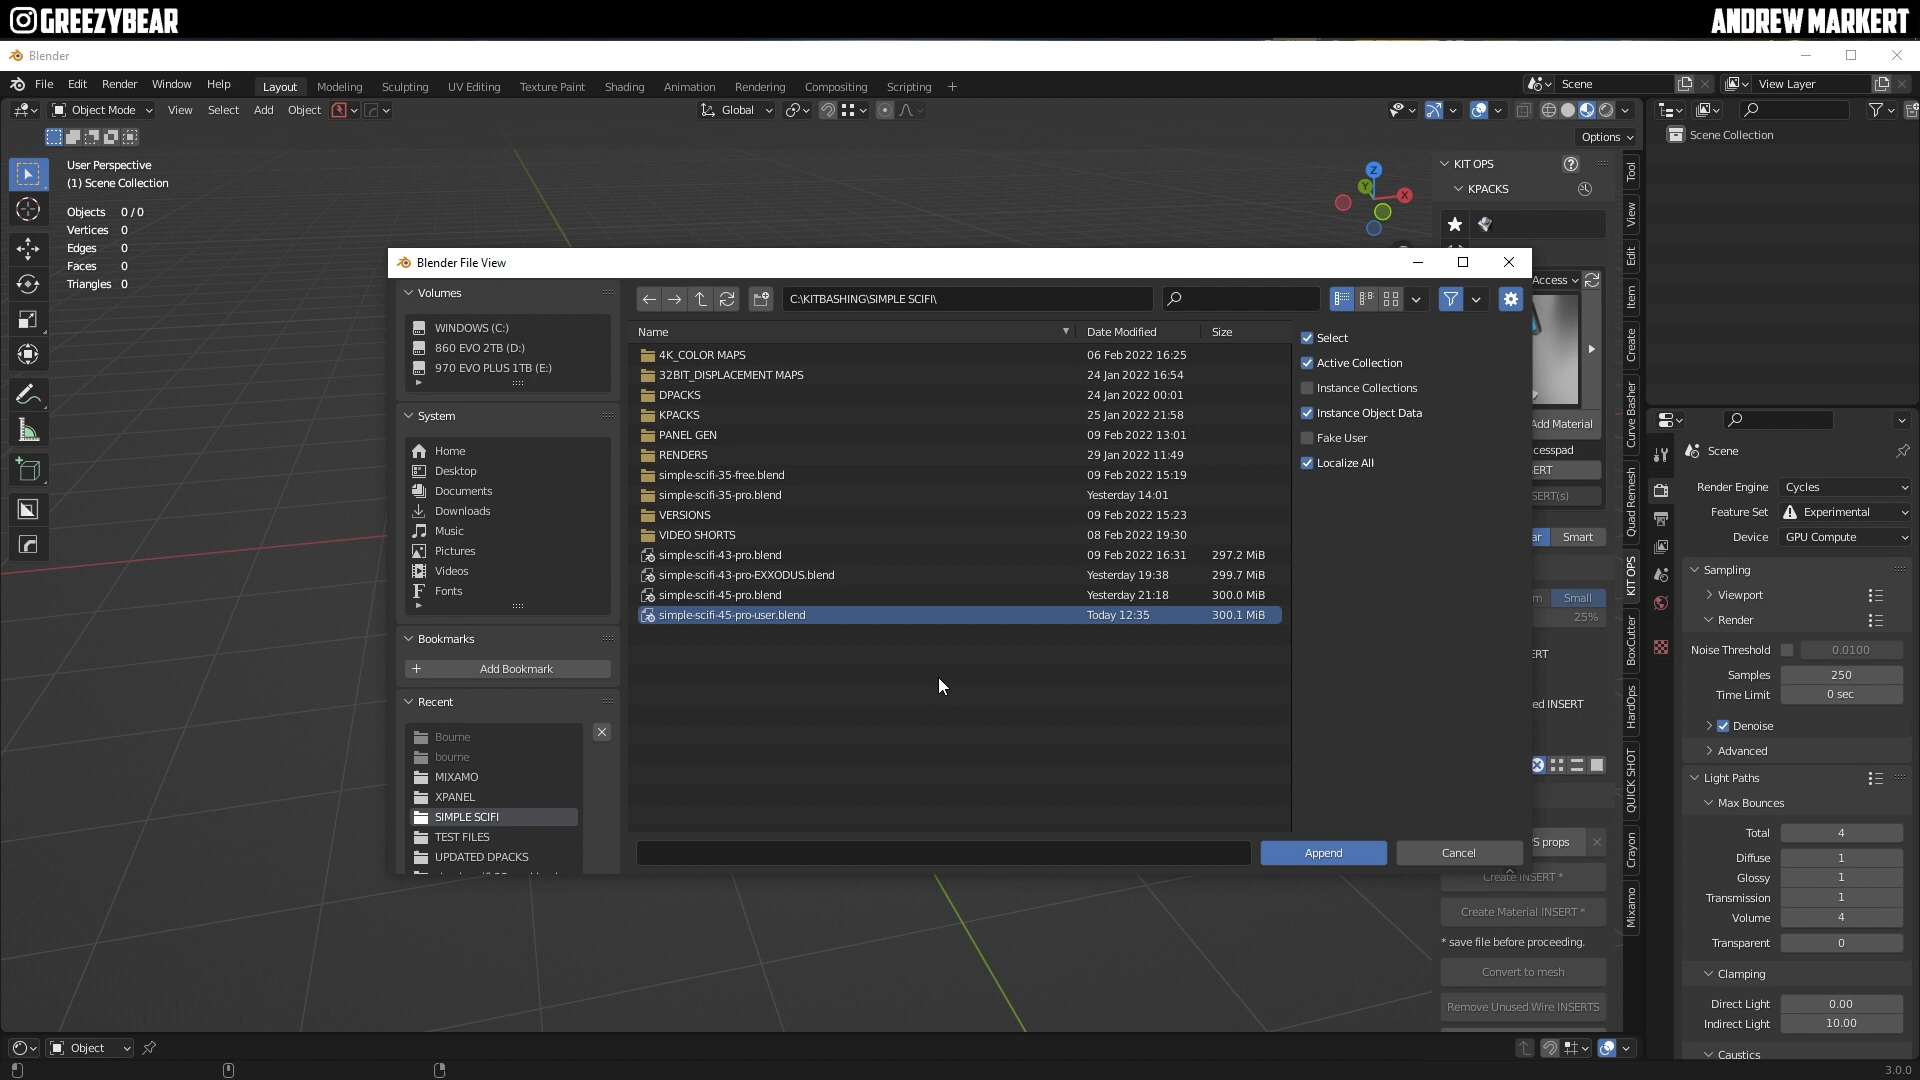 GREEZYBEAR
ANDREW MARKERT
Blender
File Edit Render Window Help
Layout Modeling Sculpting UV Editing Texture Paint Shading Animation Rendering Compositing Scripting +
Scene
View Layer
Object Mode View Select Add Object
Global
Options
User Perspective
(1) Scene Collection
Objects 0 / 0
Vertices 0
Edges 0
Faces 0
Triangles 0
Z
Y
X
KIT OPS
KPACKS
Scene Collection
Blender File View
Volumes
WINDOWS (C:)
860 EVO 2TB (D:)
970 EVO PLUS 1TB (E:)
System
Home
Desktop
Documents
Downloads
Music
Pictures
Videos
Fonts
Bookmarks
Add Bookmark
Recent
Bourne
bourne
MIXAMO
XPANEL
SIMPLE SCIFI
TEST FILES
UPDATED DPACKS
C:\KITBASHING\SIMPLE SCIFI\
Name Date Modified Size
4K_COLOR MAPS 06 Feb 2022 16:25
32BIT_DISPLACEMENT MAPS 24 Jan 2022 16:54
DPACKS 24 Jan 2022 00:01
KPACKS 25 Jan 2022 21:58
PANEL GEN 09 Feb 2022 13:01
RENDERS 29 Jan 2022 11:49
simple-scifi-35-free.blend 09 Feb 2022 15:19
simple-scifi-35-pro.blend Yesterday 14:01
VERSIONS 09 Feb 2022 15:23
VIDEO SHORTS 08 Feb 2022 19:30
simple-scifi-43-pro.blend 09 Feb 2022 16:31 297.2 MiB
simple-scifi-43-pro-EXXODUS.blend Yesterday 19:38 299.7 MiB
simple-scifi-45-pro.blend Yesterday 21:18 300.0 MiB
simple-scifi-45-pro-user.blend Today 12:35 300.1 MiB
Select
Active Collection
Instance Collections
Instance Object Data
Fake User
Localize All
Append
Cancel
Access
Add Material
cesspad
ERT
SERT(s)
ar
Smart
m
Small
25%
ERT
ed INSERT
S props
Create INSERT *
Create Material INSERT *
* save file before proceeding.
Convert to mesh
Remove Unused Wire INSERTS
Tool
View
Edit
Item
Create
Curve Basher
Quad Remesh
KIT OPS
BoxCutter
HardOps
QUICK SHOT
Crayon
Mixamo
Scene
Render Engine Cycles
Feature Set Experimental
Device GPU Compute
Sampling
Viewport
Render
Noise Threshold 0.0100
Samples 250
Time Limit 0 sec
Denoise
Advanced
Light Paths
Max Bounces
Total 4
Diffuse 1
Glossy 1
Transmission 1
Volume 4
Transparent 0
Clamping
Direct Light 0.00
Indirect Light 10.00
Caustics
Object
3.0.0